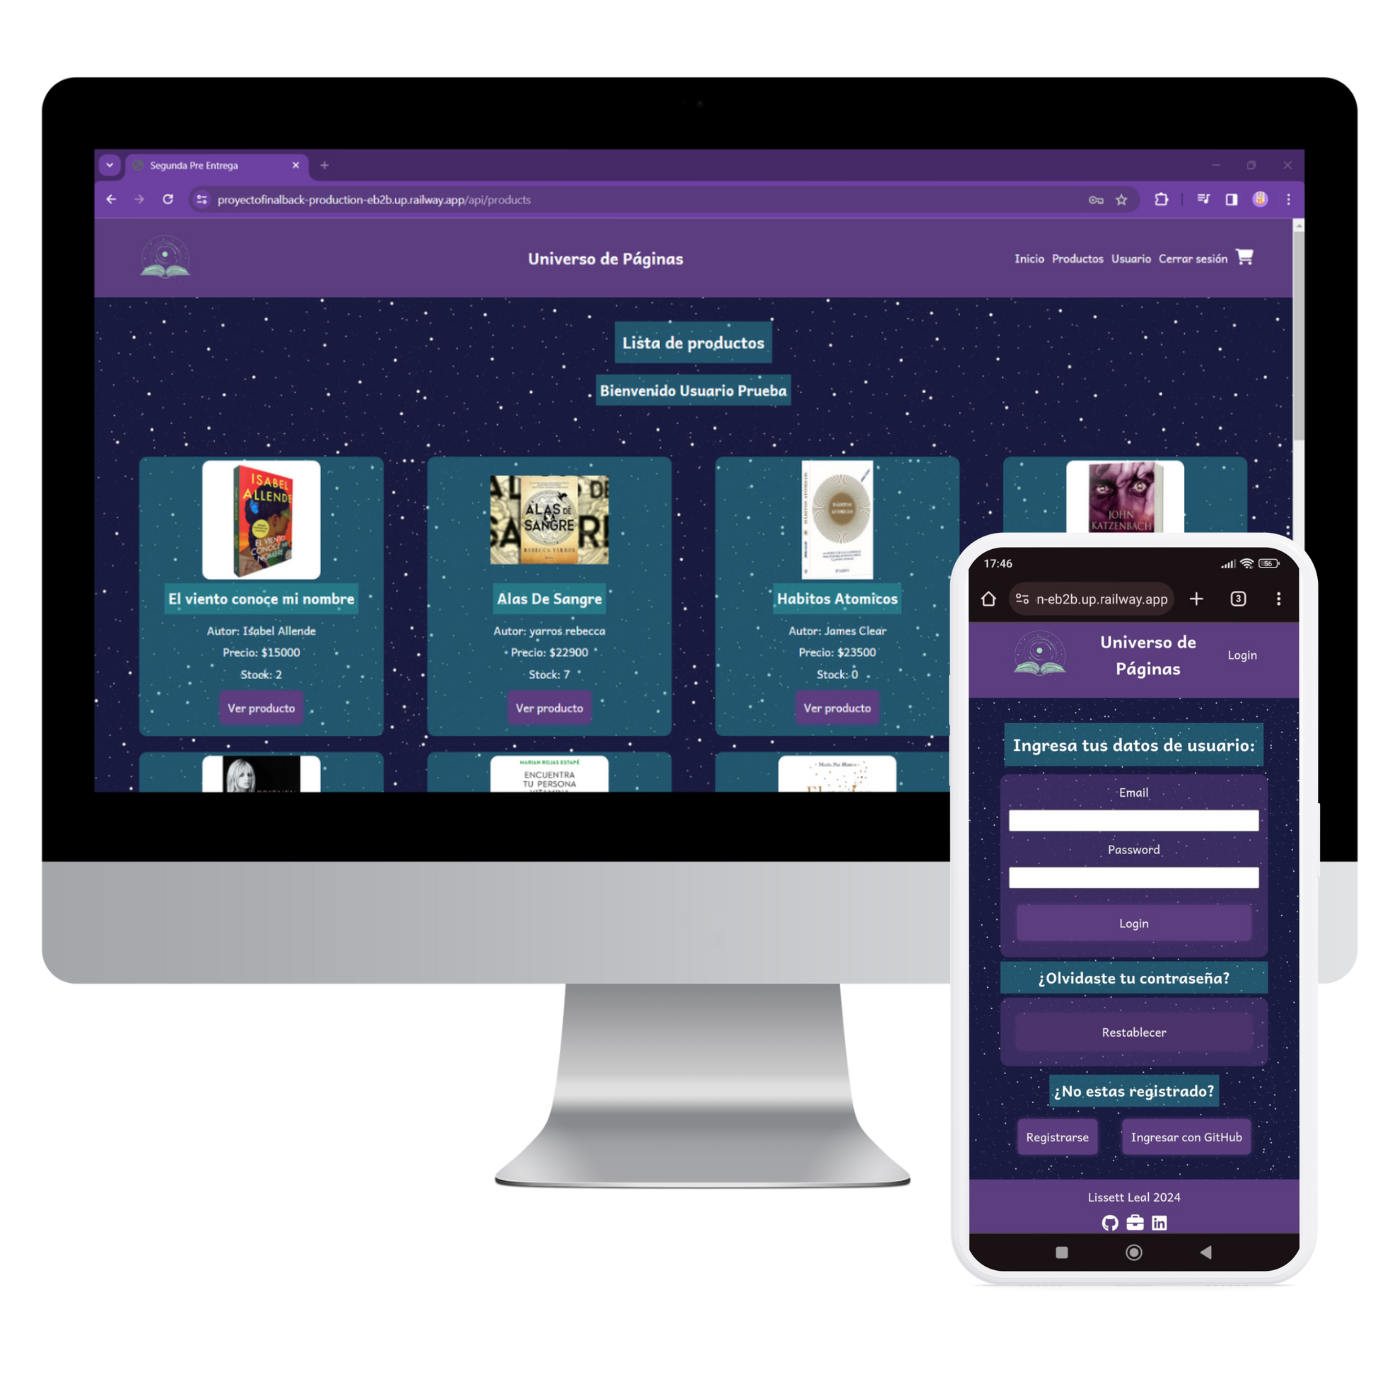 Segunda Pre Entrega
proyectofinalback-production-eb2b.up.railway.app/api/products
Universo de Páginas
Inicio Productos Usuario Cerrar sesión
Lista de productos
Bienvenido Usuario Prueba
ISABEL
ALLENDE
EL VIENTO
CONOCE MI
NOMBRE
El viento conoce mi nombre
Autor: Isabel Allende
Precio: $15000
Stock: 2
Ver producto
ALAS DE
SANGRE
REBECCA YARROS
Alas De Sangre
Autor: yarros rebecca
Precio: $22900
Stock: 7
Ver producto
HÁBITOS
ATÓMICOS
Habitos Atomicos
Autor: James Clear
Precio: $23500
Stock: 0
Ver producto
JOHN
KATZENBACH
MARIAN ROJAS ESTAPÉ
ENCUENTRA
TU PERSONA
VITAMINA
17:46
56
n-eb2b.up.railway.app
3
Universo de
Páginas
Login
Ingresa tus datos de usuario:
Email
Password
Login
¿Olvidaste tu contraseña?
Restablecer
¿No estas registrado?
Registrarse
Ingresar con GitHub
Lissett Leal 2024